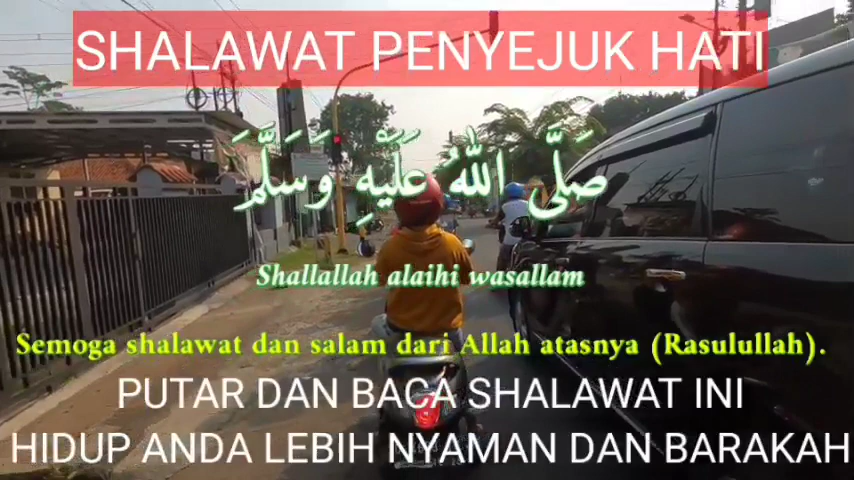 SHALAWAT PENYEJUK HATI
صَلَّى اللهُ عَلَيْهِ وَسَلَّمَ
Shallallah alaihi wasallam
Semoga shalawat dan salam dari Allah atasnya (Rasulullah).
PUTAR DAN BACA SHALAWAT INI
HIDUP ANDA LEBIH NYAMAN DAN BARAKAH